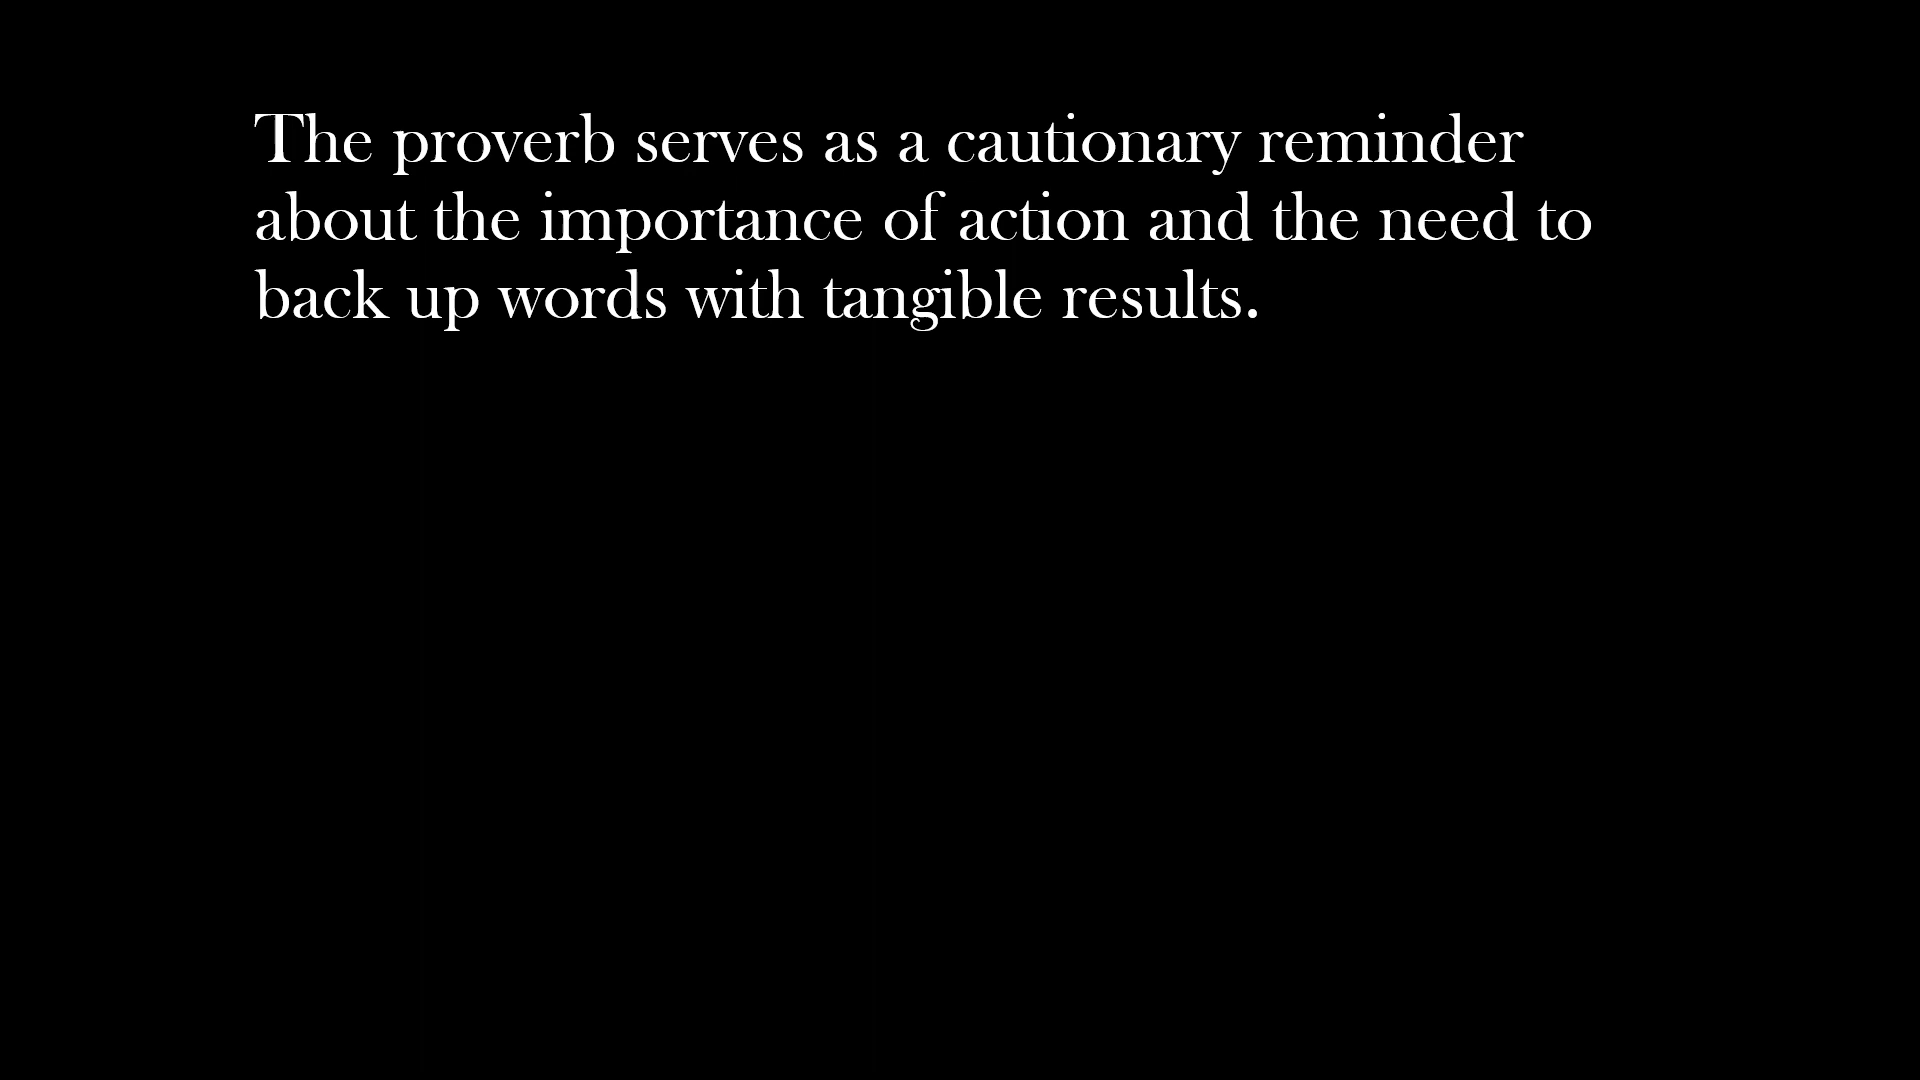 The proverb serves as a cautionary reminder
about the importance of action and the need to
back up words with tangible results.